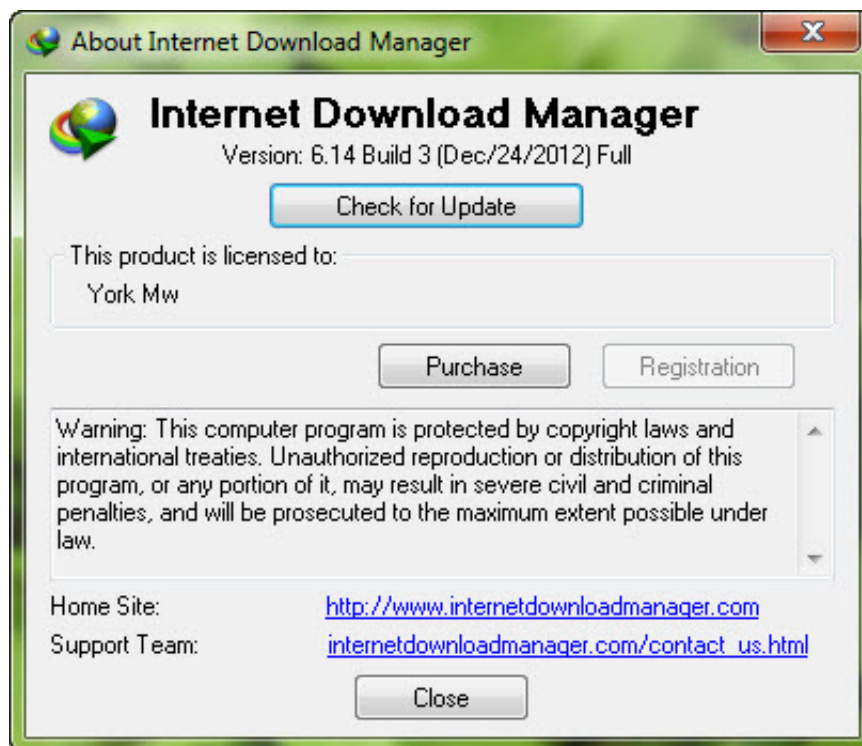 About Internet Download Manager
Internet Download Manager
Version: 6.14 Build 3 (Dec/24/2012) Full
Check for Update
This product is licensed to:
York Mw
Purchase Registration
Warning: This computer program is protected by copyright laws and
international treaties. Unauthorized reproduction or distribution of this
program, or any portion of it, may result in severe civil and criminal
penalties, and will be prosecuted to the maximum extent possible under
law.
Home Site: http://www.internetdownloadmanager.com
Support Team: internetdownloadmanager.com/contact_us.html
Close